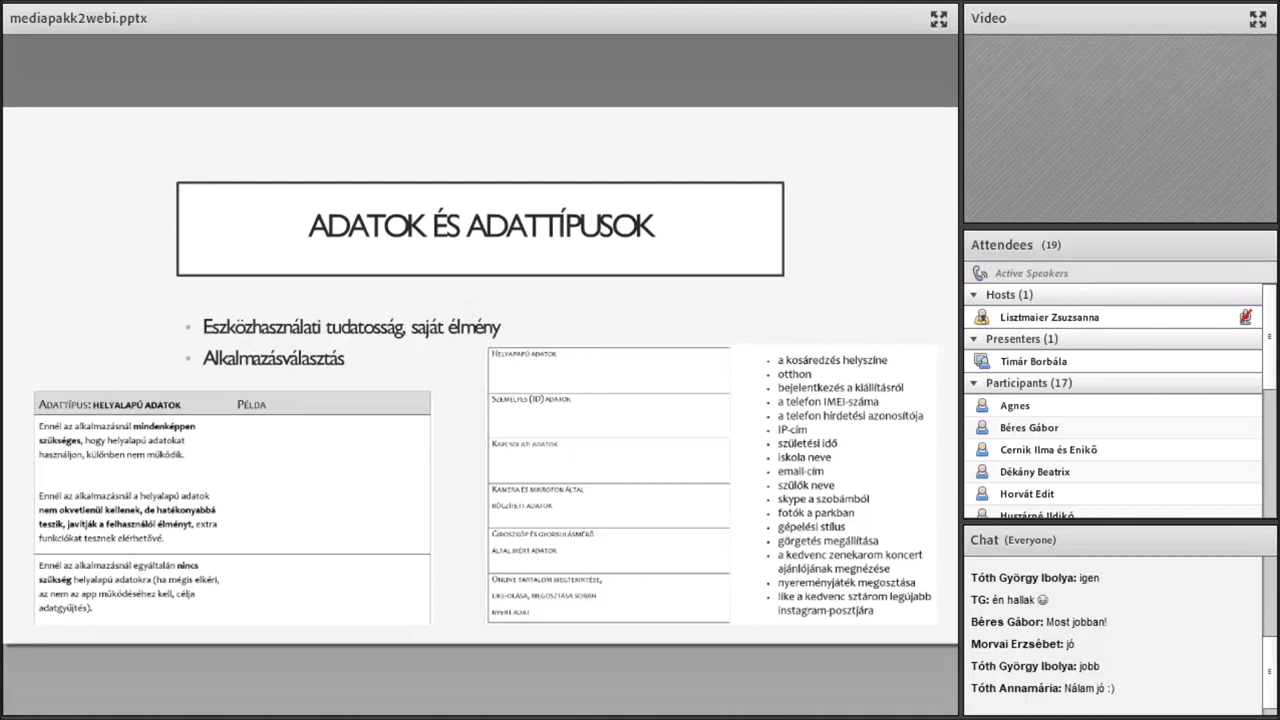 mediapakk2webi.pptx
ADATOK ÉS ADATTÍPUSOK
• Eszközhasználati tudatosság, saját élmény
• Alkalmazásválasztás
ADATTÍPUS: HELYALAPÚ ADATOK PÉLDA
Ennél az alkalmazásnál mindenképpen
szükséges, hogy helyalapú adatokat
használjon, különben nem működik.
Ennél az alkalmazásnál a helyalapú adatok
nem okvetlenül kellenek, de hatékonyabbá
teszik, javítják a felhasználói élményt, extra
funkciókat tesznek elérhetővé.
Ennél az alkalmazásnál egyáltalán nincs
szükség helyalapú adatokra (ha mégis elkéri,
az nem az app működéséhez kell, célja
adatgyűjtés).
HELYAPAPÚ ADATOK
SZEMÉLYES (ID) ADATOK
KAPCSOLATI ADATOK
KAMERA ÉS MIKROFON ÁLTAL
RÖGZÍTETT ADATOK
GIROSZKÓP ÉS GYORSULÁSMÉRŐ
ÁLTAL MÉRT ADATOK
ONLINE TARTALOM MEGTEKINTÉSE,
LIKE-OLÁSA, MEGOSZTÁSA SORÁN
NYERT ADAT
• a kosáredzés helyszíne
• otthon
• bejelentkezés a kiállításról
• a telefon IMEI-száma
• a telefon hirdetési azonosítója
• IP-cím
• születési idő
• iskola neve
• email-cím
• szülők neve
• skype a szobámból
• fotók a parkban
• gépelési stílus
• görgetés megállítása
• a kedvenc zenekarom koncert
ajánlójának megnézése
• nyereményjáték megosztása
• like a kedvenc sztárom legújabb
instagram-posztjára
Video
Attendees (19)
Active Speakers
Hosts (1)
Lisztmaier Zsuzsanna
Presenters (1)
Timár Borbála
Participants (17)
Agnes
Béres Gábor
Cernik Ilma és Enikõ
Dékány Beatrix
Horvát Edit
Huszárné Ildikó
Chat (Everyone)
Tóth György Ibolya: igen
TG: én hallak 😀
Béres Gábor: Most jobban!
Morvai Erzsébet: jó
Tóth György Ibolya: jobb
Tóth Annamária: Nálam jó :)